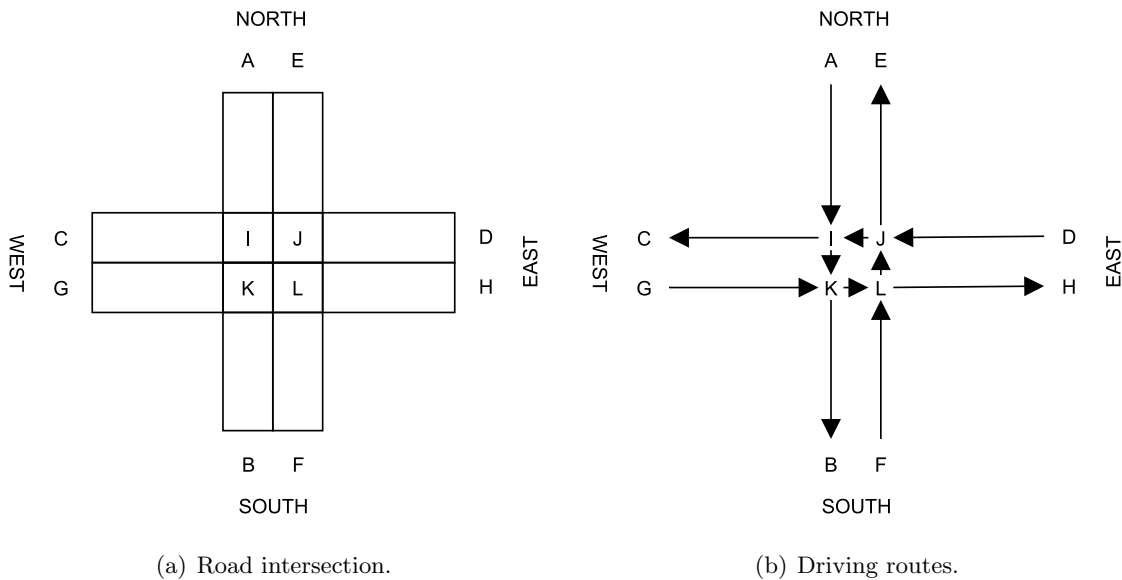 NORTH
A E
WEST
C I J D
G K L H
EAST
B F
SOUTH
(a) Road intersection.
NORTH
A E
WEST
C I J D
G K L H
EAST
B F
SOUTH
(b) Driving routes.